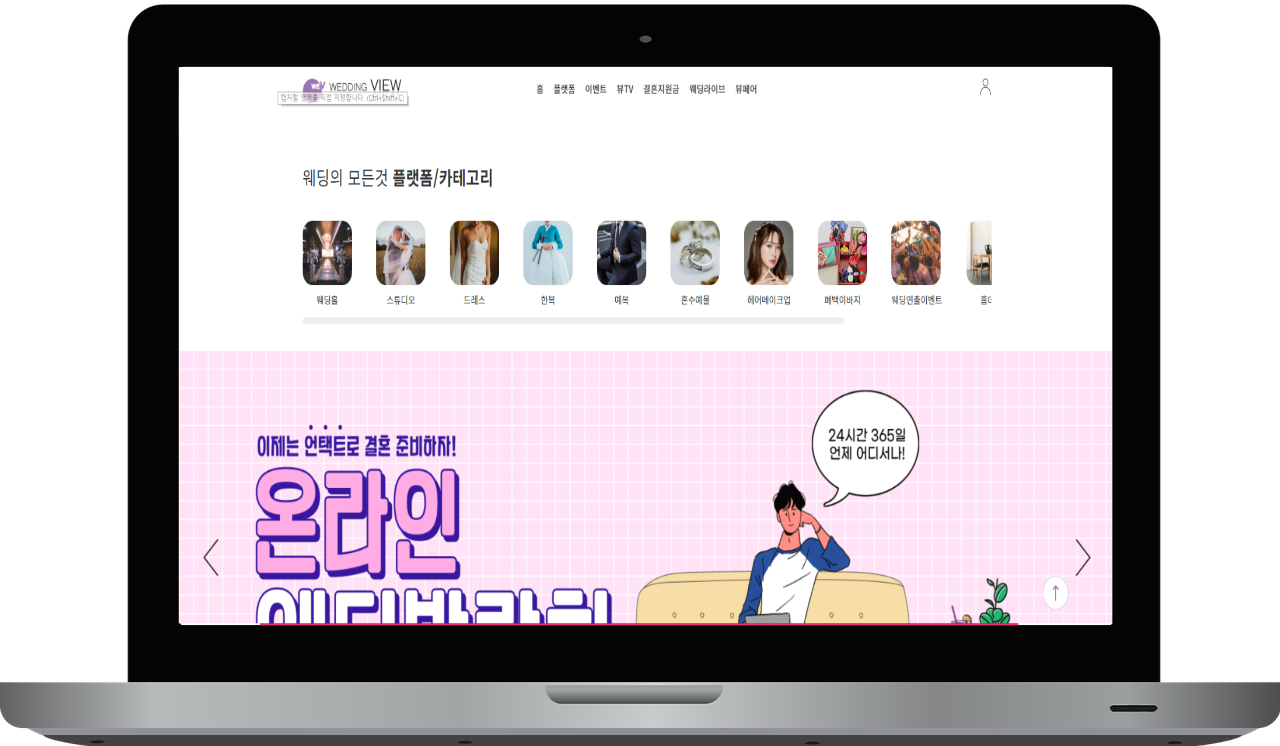 WE V WEDDING VIEW
캡처할 영역을 직접 지정합니다. (Ctrl+Shift+C)
홈 플랫폼 이벤트 뷰TV 결혼지원금 웨딩라이브 뷰페어
웨딩의 모든것 플랫폼/카테고리
웨딩홀 스튜디오 드레스 한복 예복 혼수예물 헤어메이크업 폐백이바지 웨딩연출이벤트
24시간 365일
언제 어디서나!
이제는 언택트로 결혼 준비하자!
온라인
웨딩박람회